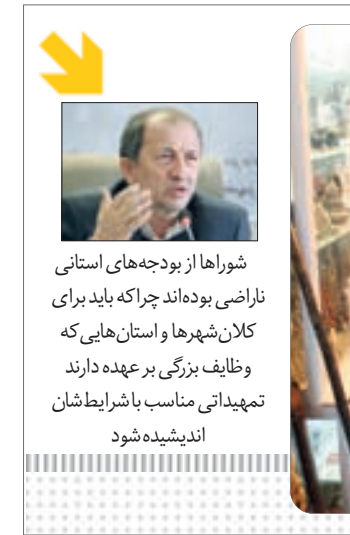 شوراها از بودجه‌های استانی
ناراضی بوده‌اند چراکه باید برای
کلان‌شهرها و استان‌هایی که
وظایف بزرگی بر عهده دارند
تمهیداتی مناسب با شرایط‌شان
اندیشیده شود